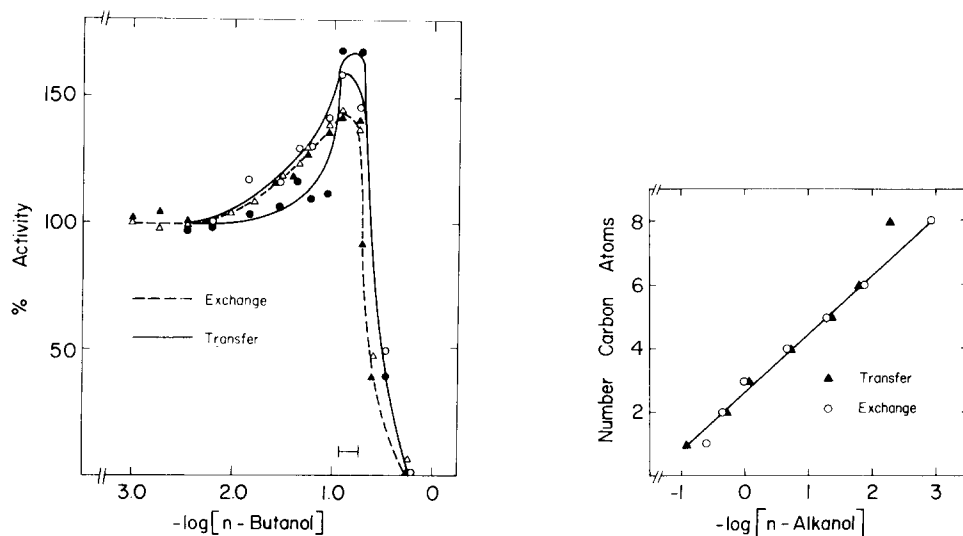 150
100
50
% Activity
Exchange
Transfer
3.0 2.0 1.0 0
-log[n-Butanol]
8
6
4
2
Number Carbon Atoms
Transfer
Exchange
-1 0 1 2 3
-log[n-Alkanol]